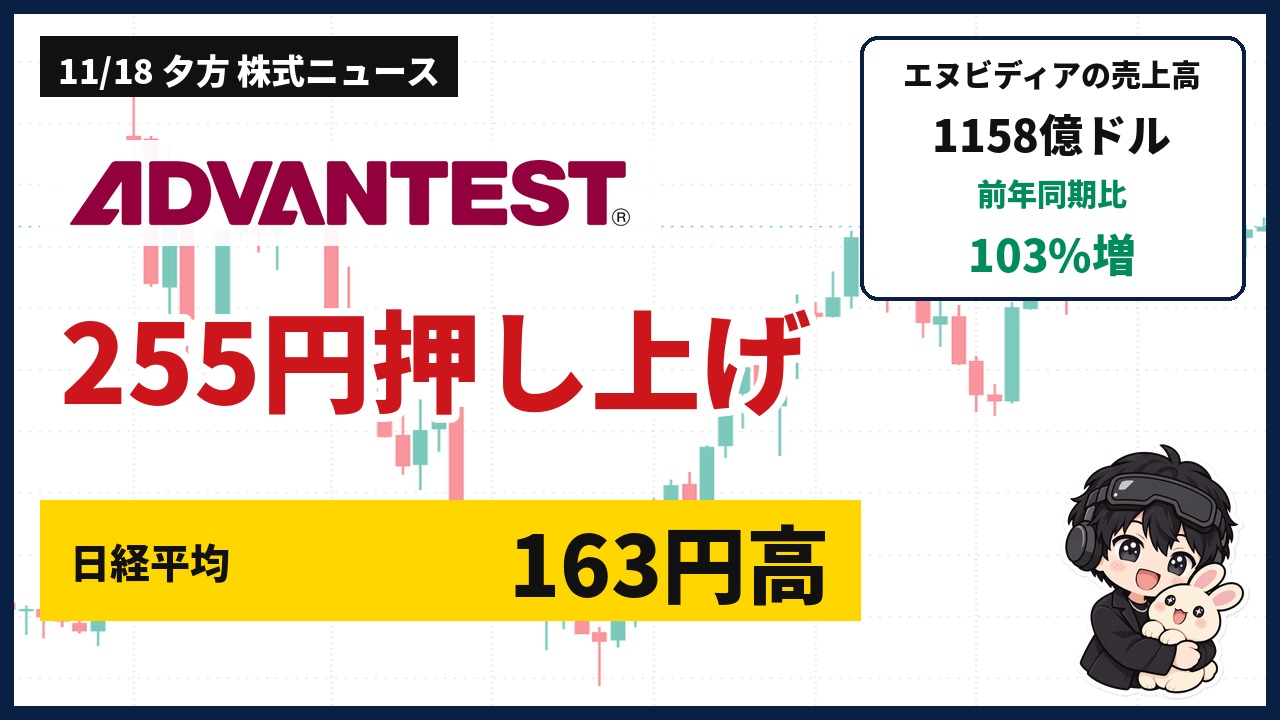 11/18 夕方 株式ニュース
ADVANTEST®
255円押し上げ
日経平均
163円高
エヌビディアの売上高
1158億ドル
前年同期比
103%増